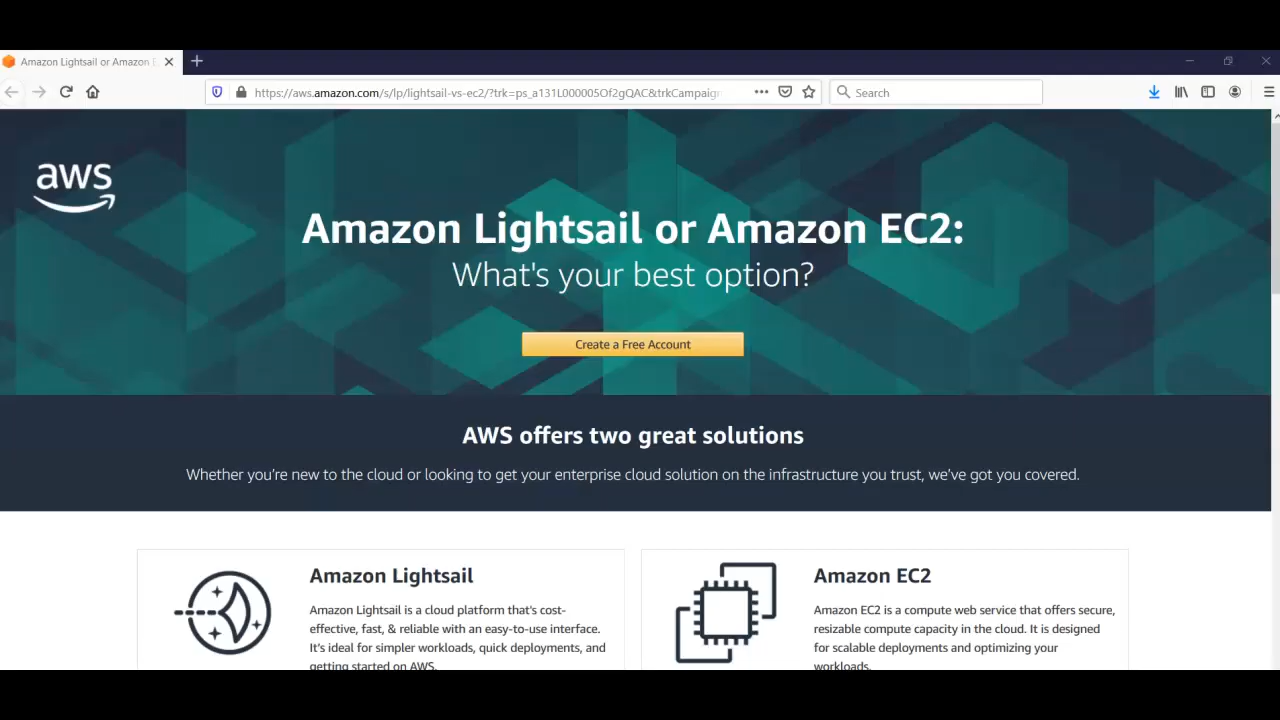 Amazon Lightsail or Amazon E
https://aws.amazon.com/s/lp/lightsail-vs-ec2/?trk=ps_a131L000005Of2gQAC&trkCampaign
Search
aws
Amazon Lightsail or Amazon EC2:
What's your best option?
Create a Free Account
AWS offers two great solutions
Whether you're new to the cloud or looking to get your enterprise cloud solution on the infrastructure you trust, we've got you covered.
Amazon Lightsail
Amazon Lightsail is a cloud platform that's cost-
effective, fast, & reliable with an easy-to-use interface.
It's ideal for simpler workloads, quick deployments, and
getting started on AWS.
Amazon EC2
Amazon EC2 is a compute web service that offers secure,
resizable compute capacity in the cloud. It is designed
for scalable deployments and optimizing your
workloads.